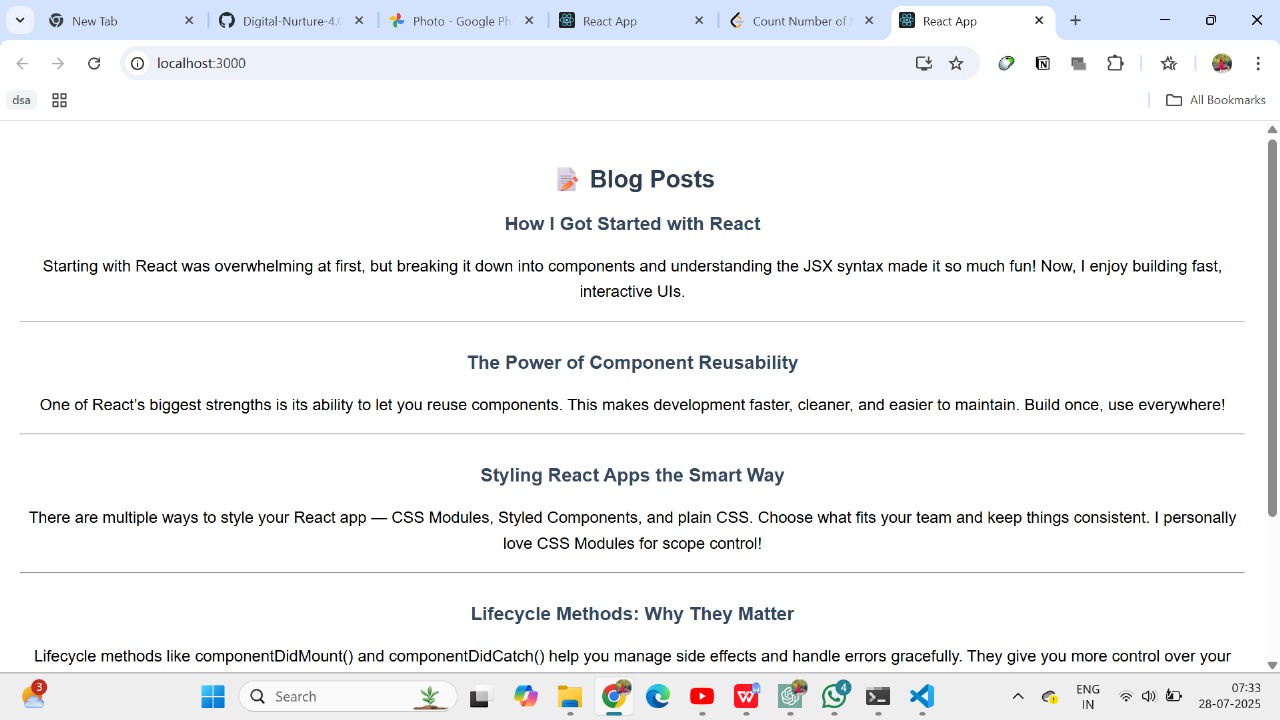 New Tab
Digital-Nurture-4.0
Photo - Google Ph
React App
Count Number of
React App
localhost:3000
dsa
All Bookmarks
Blog Posts
How I Got Started with React
Starting with React was overwhelming at first, but breaking it down into components and understanding the JSX syntax made it so much fun! Now, I enjoy building fast,
interactive UIs.
The Power of Component Reusability
One of React's biggest strengths is its ability to let you reuse components. This makes development faster, cleaner, and easier to maintain. Build once, use everywhere!
Styling React Apps the Smart Way
There are multiple ways to style your React app — CSS Modules, Styled Components, and plain CSS. Choose what fits your team and keep things consistent. I personally
love CSS Modules for scope control!
Lifecycle Methods: Why They Matter
Lifecycle methods like componentDidMount() and componentDidCatch() help you manage side effects and handle errors gracefully. They give you more control over your
3
Search
4
ENG
IN
07:33
28-07-2025